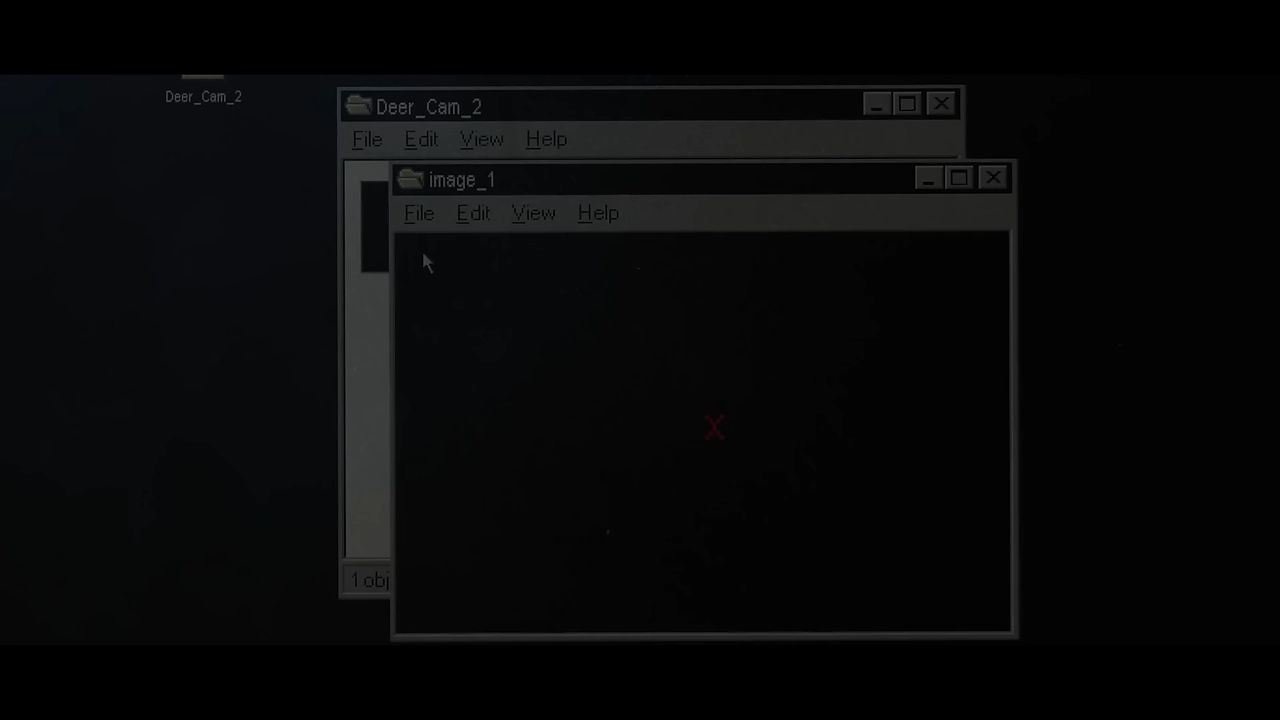 Deer_Cam_2
Deer_Cam_2
File Edit View Help
image_1
File Edit View Help
X
1 obj